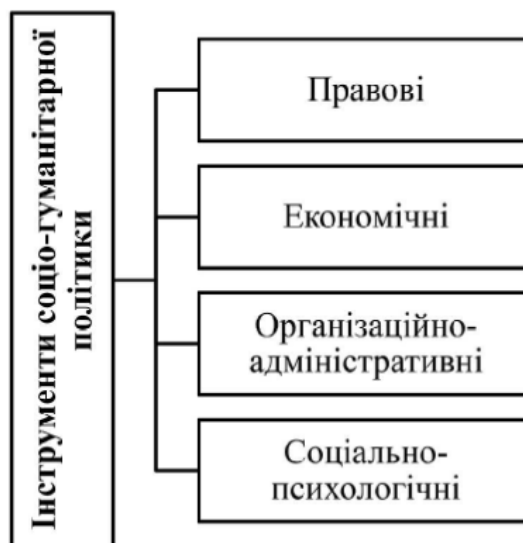 Інструменти соціо-гуманітарної
політики
Правові
Економічні
Організаційно-
адміністративні
Соціально-
психологічні